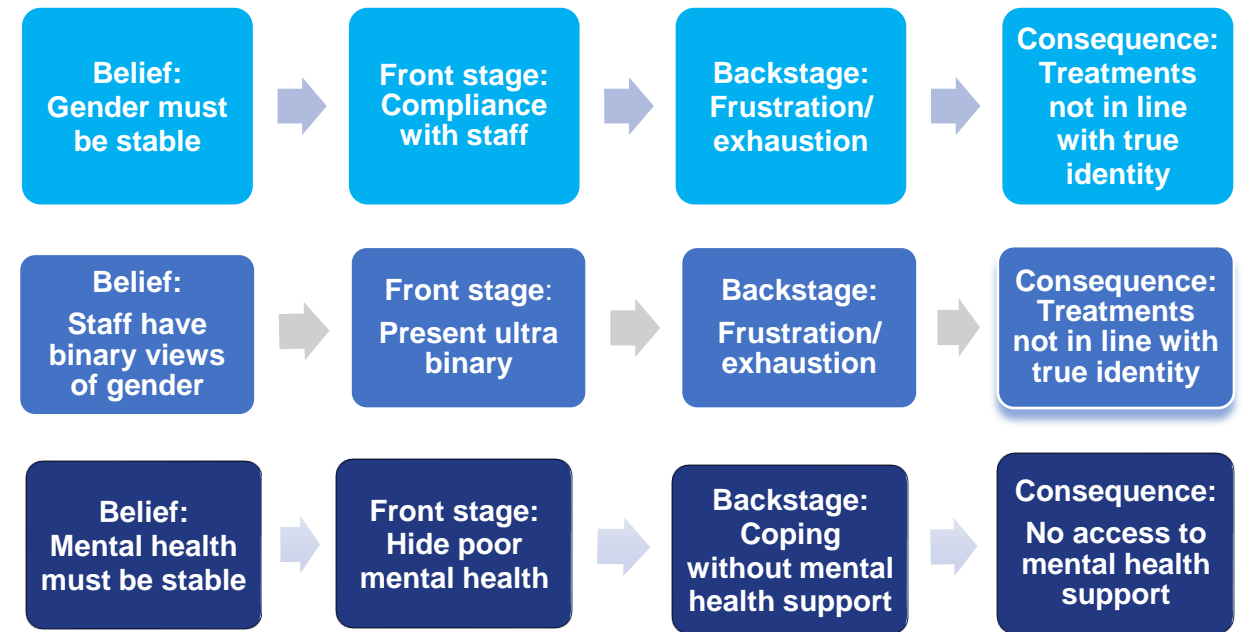 Belief:
Gender must
be stable
Front stage:
Compliance
with staff
Backstage:
Frustration/
exhaustion
Consequence:
Treatments
not in line
with true
identity
Belief:
Staff have
binary views
of gender
Front stage:
Present ultra
binary
Backstage:
Frustration/
exhaustion
Consequence:
Treatments
not in line with
true identity
Belief:
Mental health
must be stable
Front stage:
Hide poor
mental health
Backstage:
Coping
without mental
health support
Consequence:
No access to
mental health
support